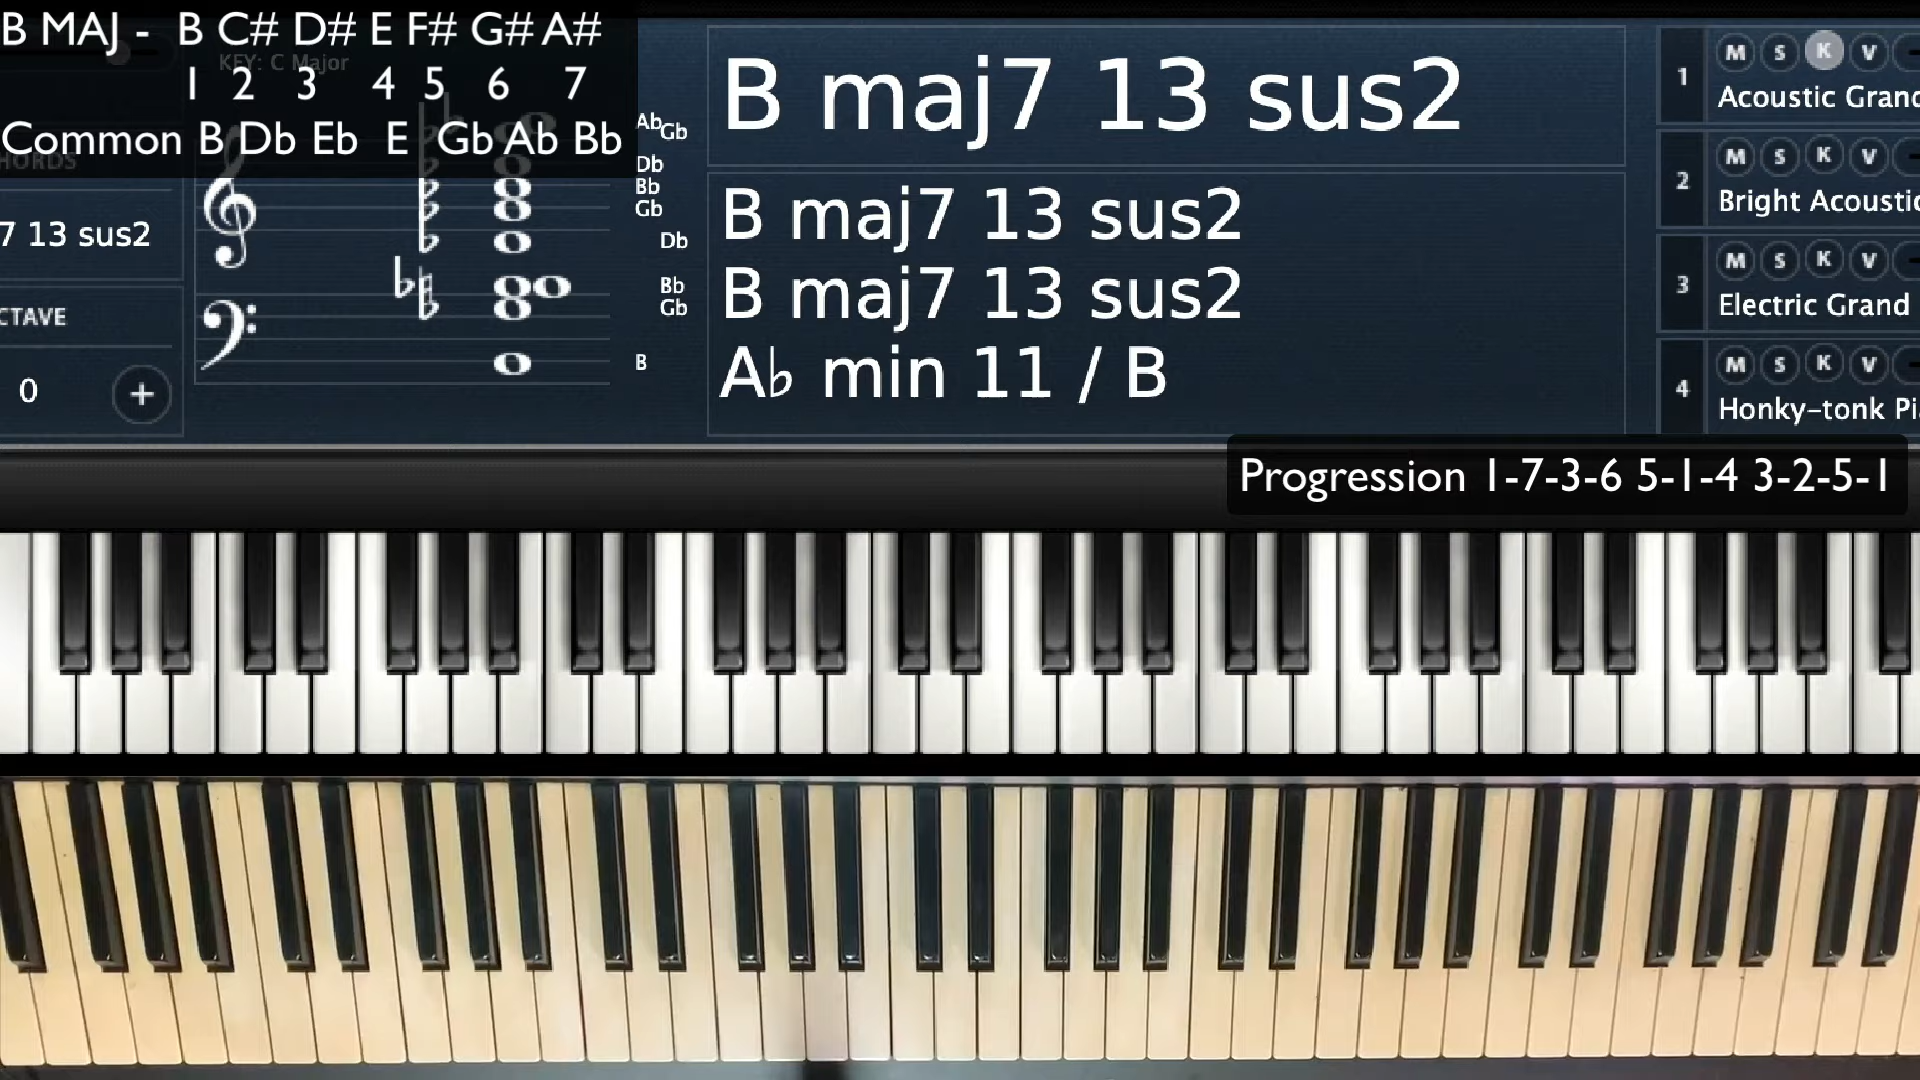 B MAJ - B C# D# E F# G# A#
KEY: C Major
1 2 3 4 5 6 7
Common B Db Eb E Gb Ab Bb
HORDS
7 13 sus2
CTAVE
0 +
Ab
Gb
Db
Bb
Gb
Db
Bb
Gb
B
B maj7 13 sus2
B maj7 13 sus2
B maj7 13 sus2
A♭ min 11 / B
1 M S K V
Acoustic Grand
2 M S K V
Bright Acoustic
3 M S K V
Electric Grand
4 M S K V
Honky-tonk Pi
Progression 1-7-3-6 5-1-4 3-2-5-1